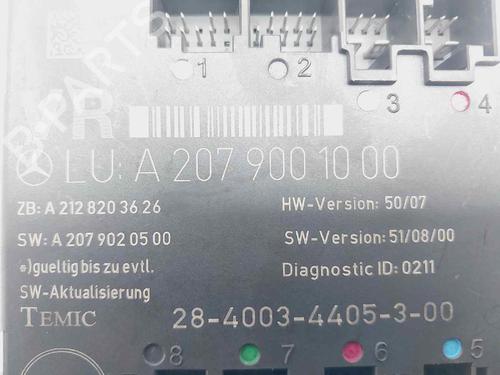 1 2
3 4
R
LU: A 207 900 10 00
ZB: A 212 820 36 26
HW-Version: 50/07
SW: A 207 902 05 00
SW-Version: 51/08/00
*)gueltig bis zu evtl.
Diagnostic ID: 0211
SW-Aktualisierung
TEMIC
28-4003-4405-3-00
8 7 6 5
B-PARTS